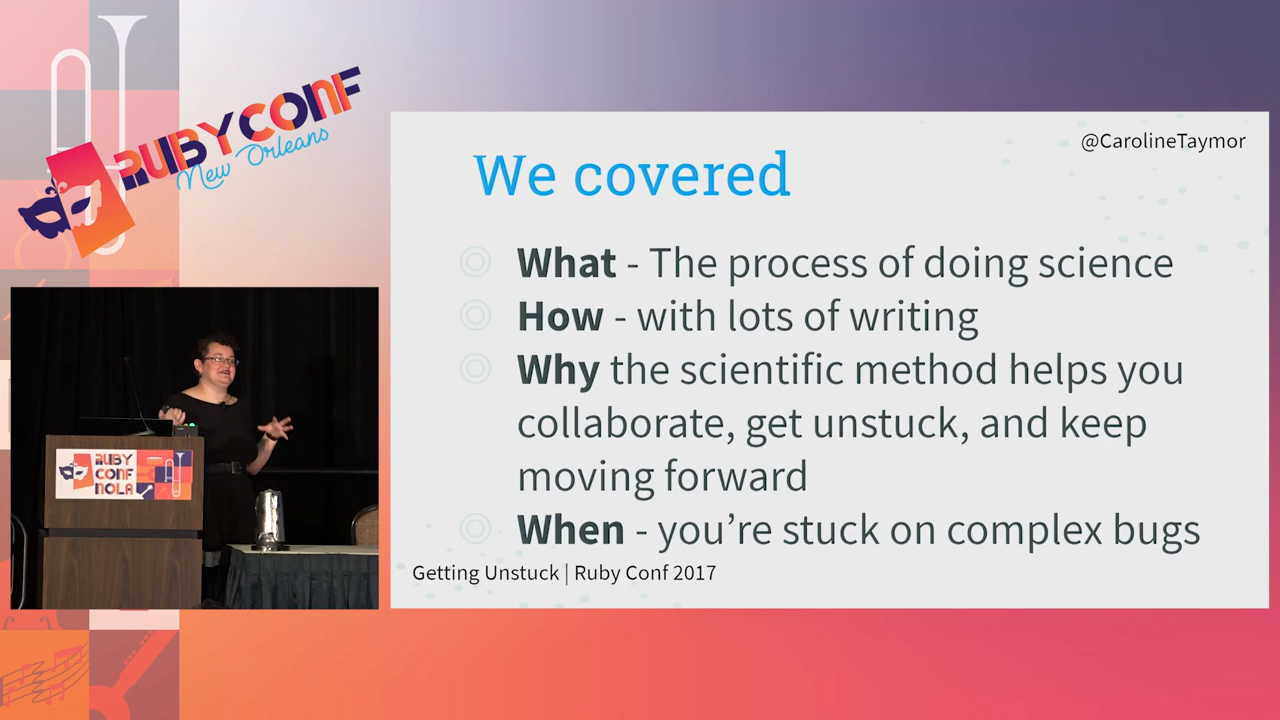 RUBYCONF
New Orleans
@CarolineTaymor
We covered
What - The process of doing science
How - with lots of writing
Why the scientific method helps you
collaborate, get unstuck, and keep
moving forward
When - you're stuck on complex bugs
Getting Unstuck | Ruby Conf 2017
RUBY
CONF
NOLA